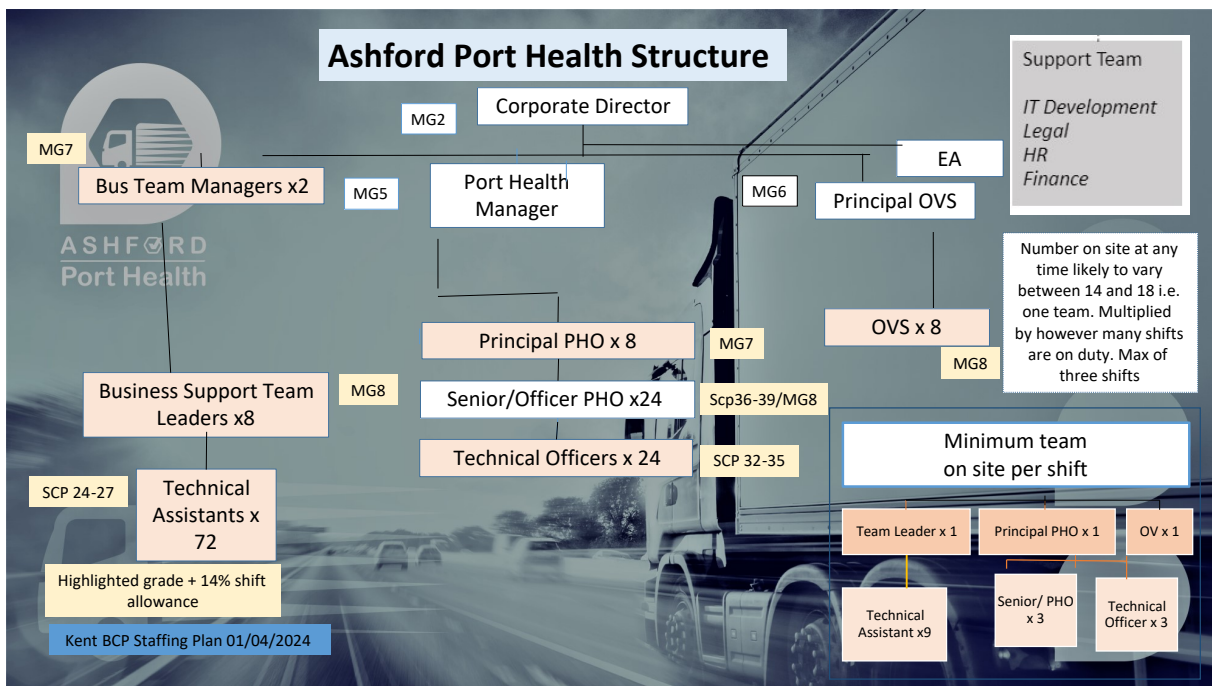 Ashford Port Health Structure
Corporate Director
MG2
Support Team
IT Development
Legal
HR
Finance
MG7
Bus Team Managers x2
MG5
Port Health
Manager
EA
MG6
Principal OVS
ASHFORD
Port Health
Number on site at any
time likely to vary
between 14 and 18 i.e.
one team. Multiplied
by however many shifts
are on duty. Max of
three shifts
Principal PHO x 8
MG7
OVS x 8
MG8
Business Support Team
Leaders x8
MG8
Senior/Officer PHO x24
Scp36-39/MG8
Technical Officers x 24
SCP 32-35
SCP 24-27
Technical
Assistants x
72
Highlighted grade + 14% shift
allowance
Kent BCP Staffing Plan 01/04/2024
Minimum team
on site per shift
Team Leader x 1
Principal PHO x 1
OV x 1
Technical
Assistant x9
Senior/ PHO
x 3
Technical
Officer x 3